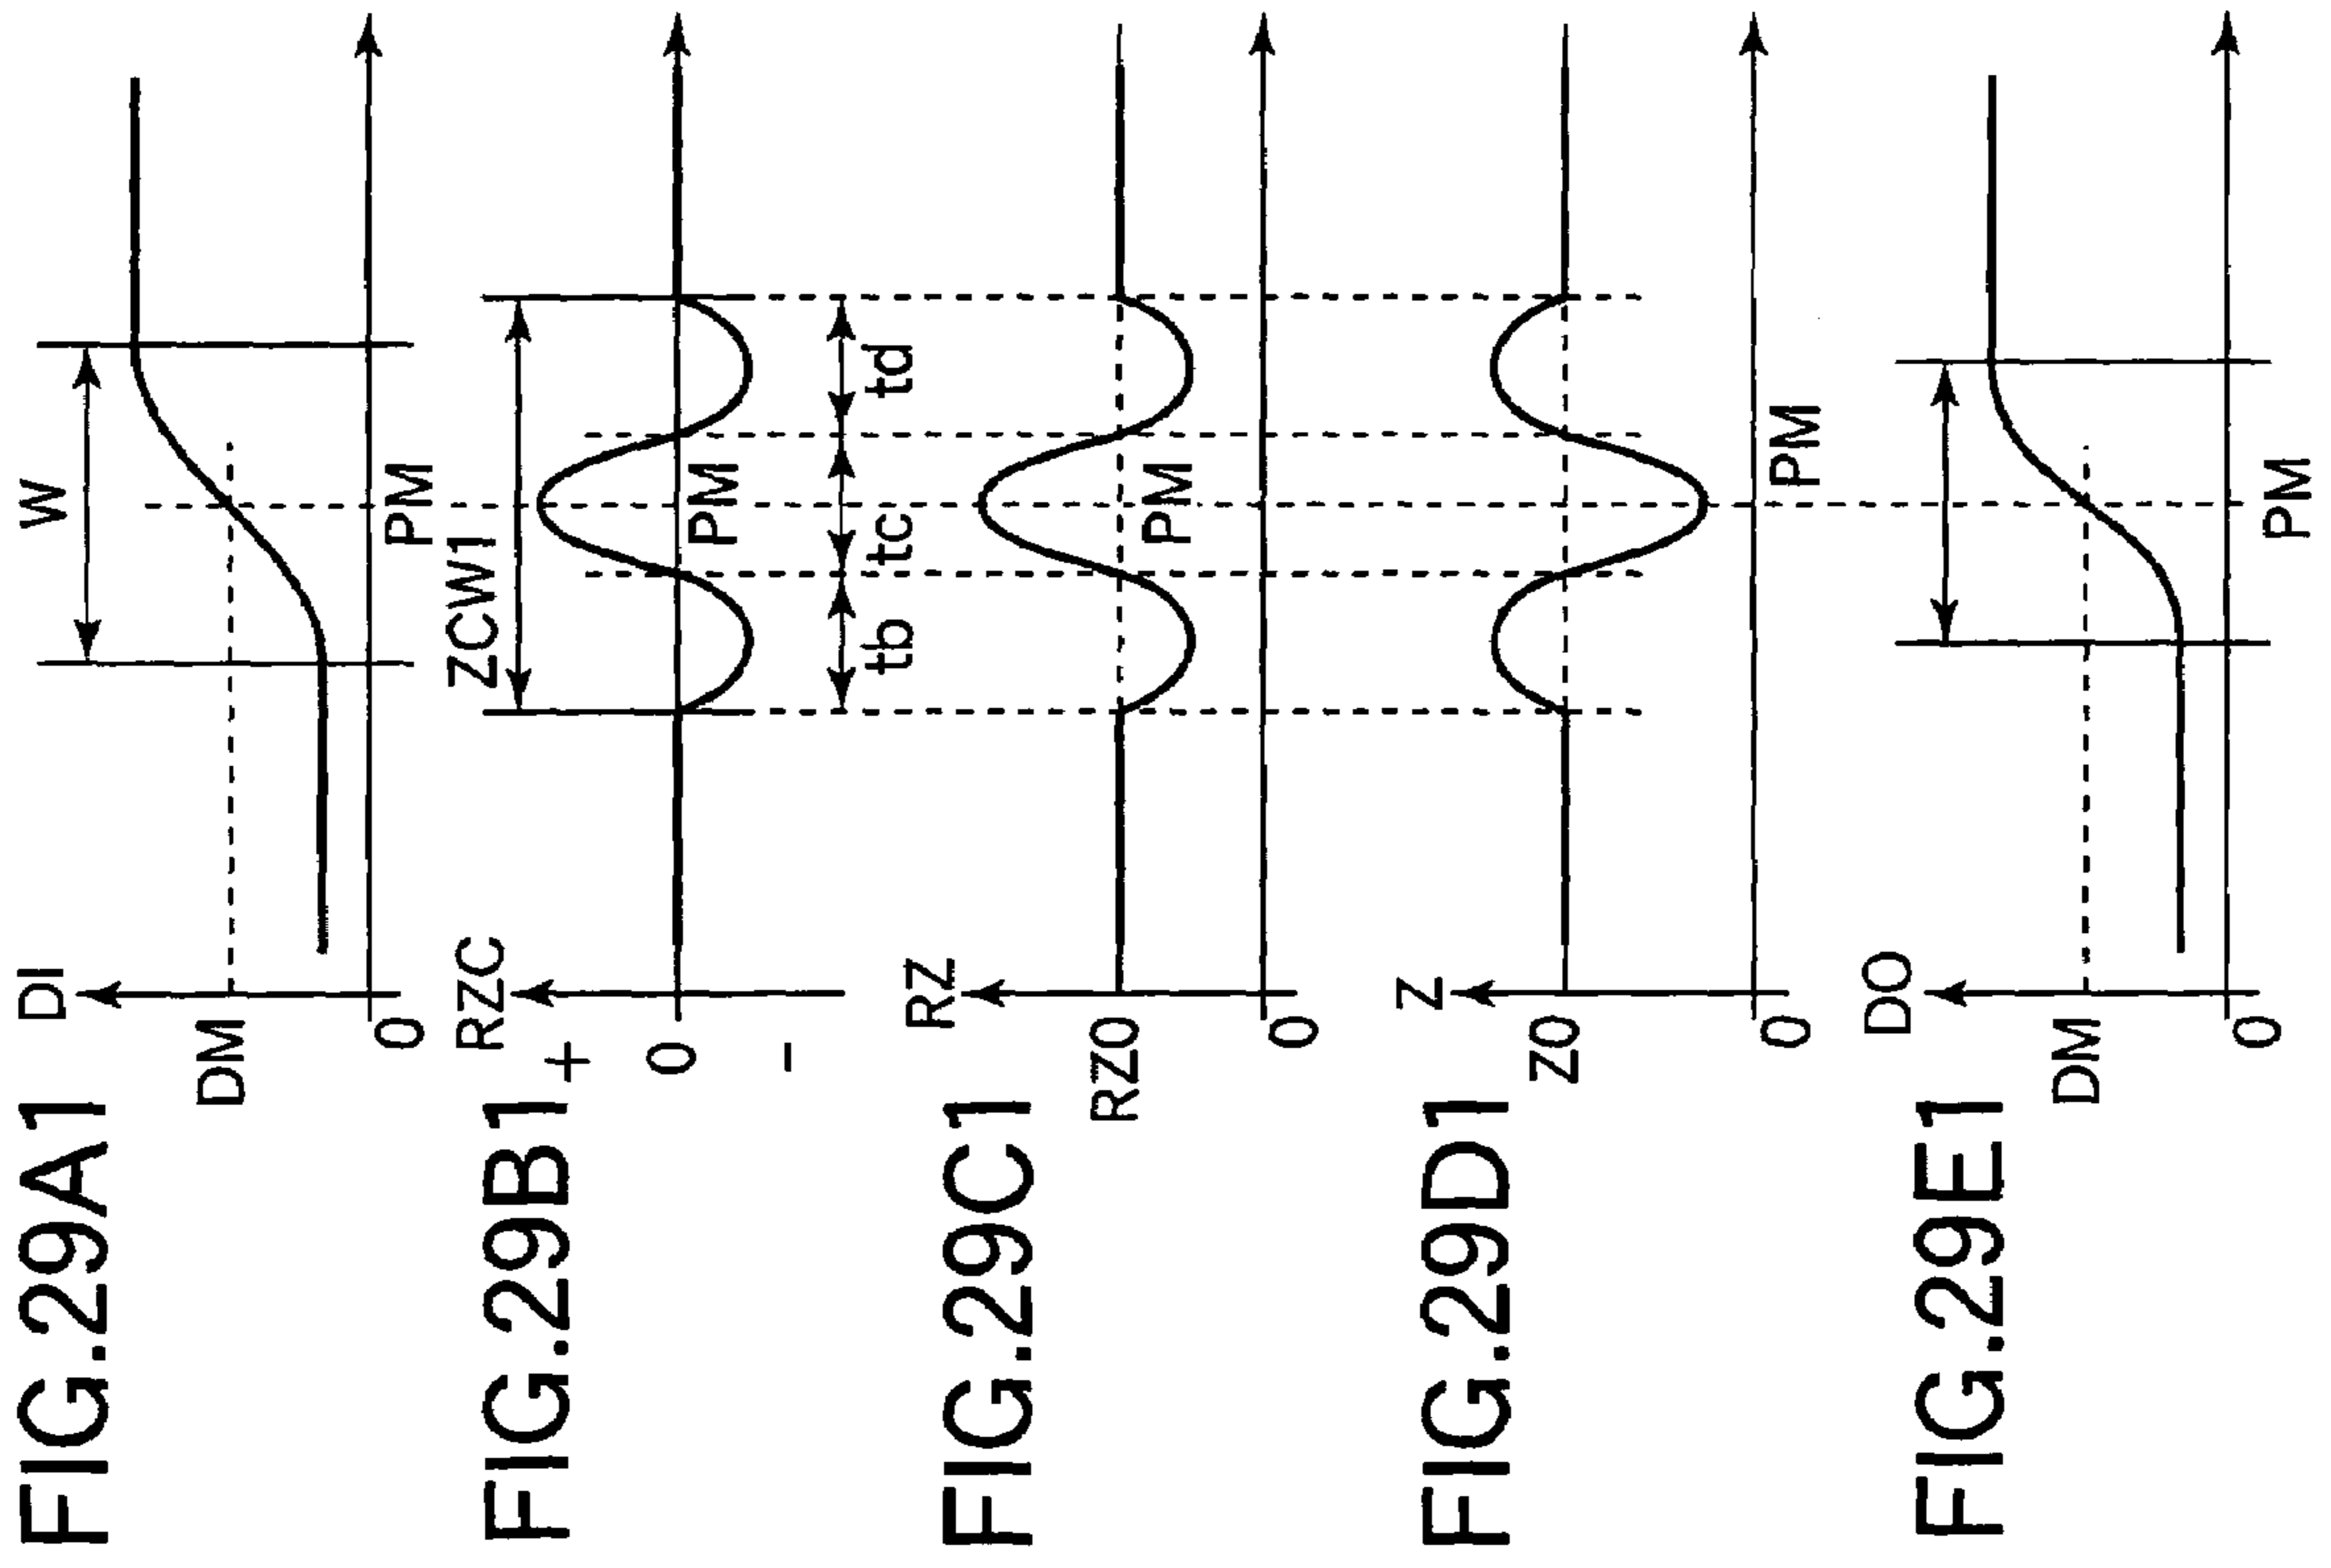 FIG.29A1
DI
W
DM
0
PM
FIG.29B1
RZC
ZCW1
+
0
PM
-
tb
tc
td
FIG.29C1
RZ
RZ0
PM
0
FIG.29D1
Z
Z0
0
PM
FIG.29E1
DO
DM
0
PM